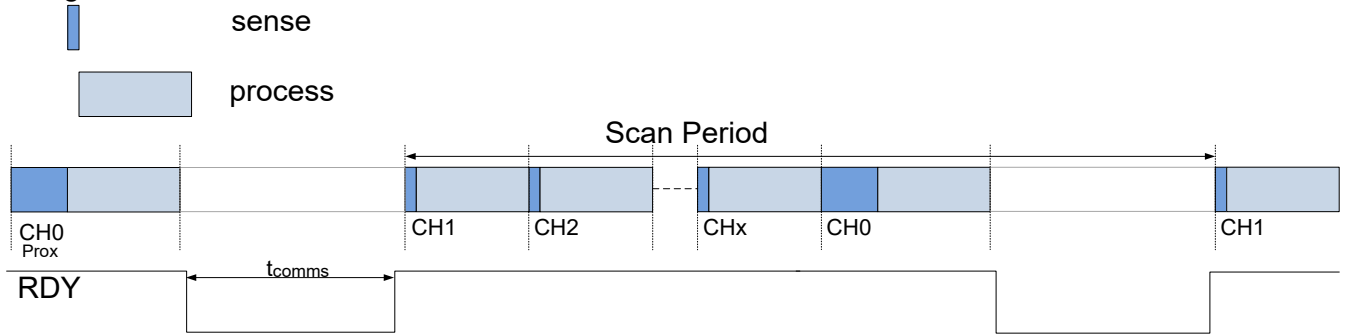 sense
process
Scan Period
CH0
Prox
CH1
CH2
CHx
CH0
CH1
tcomms
RDY